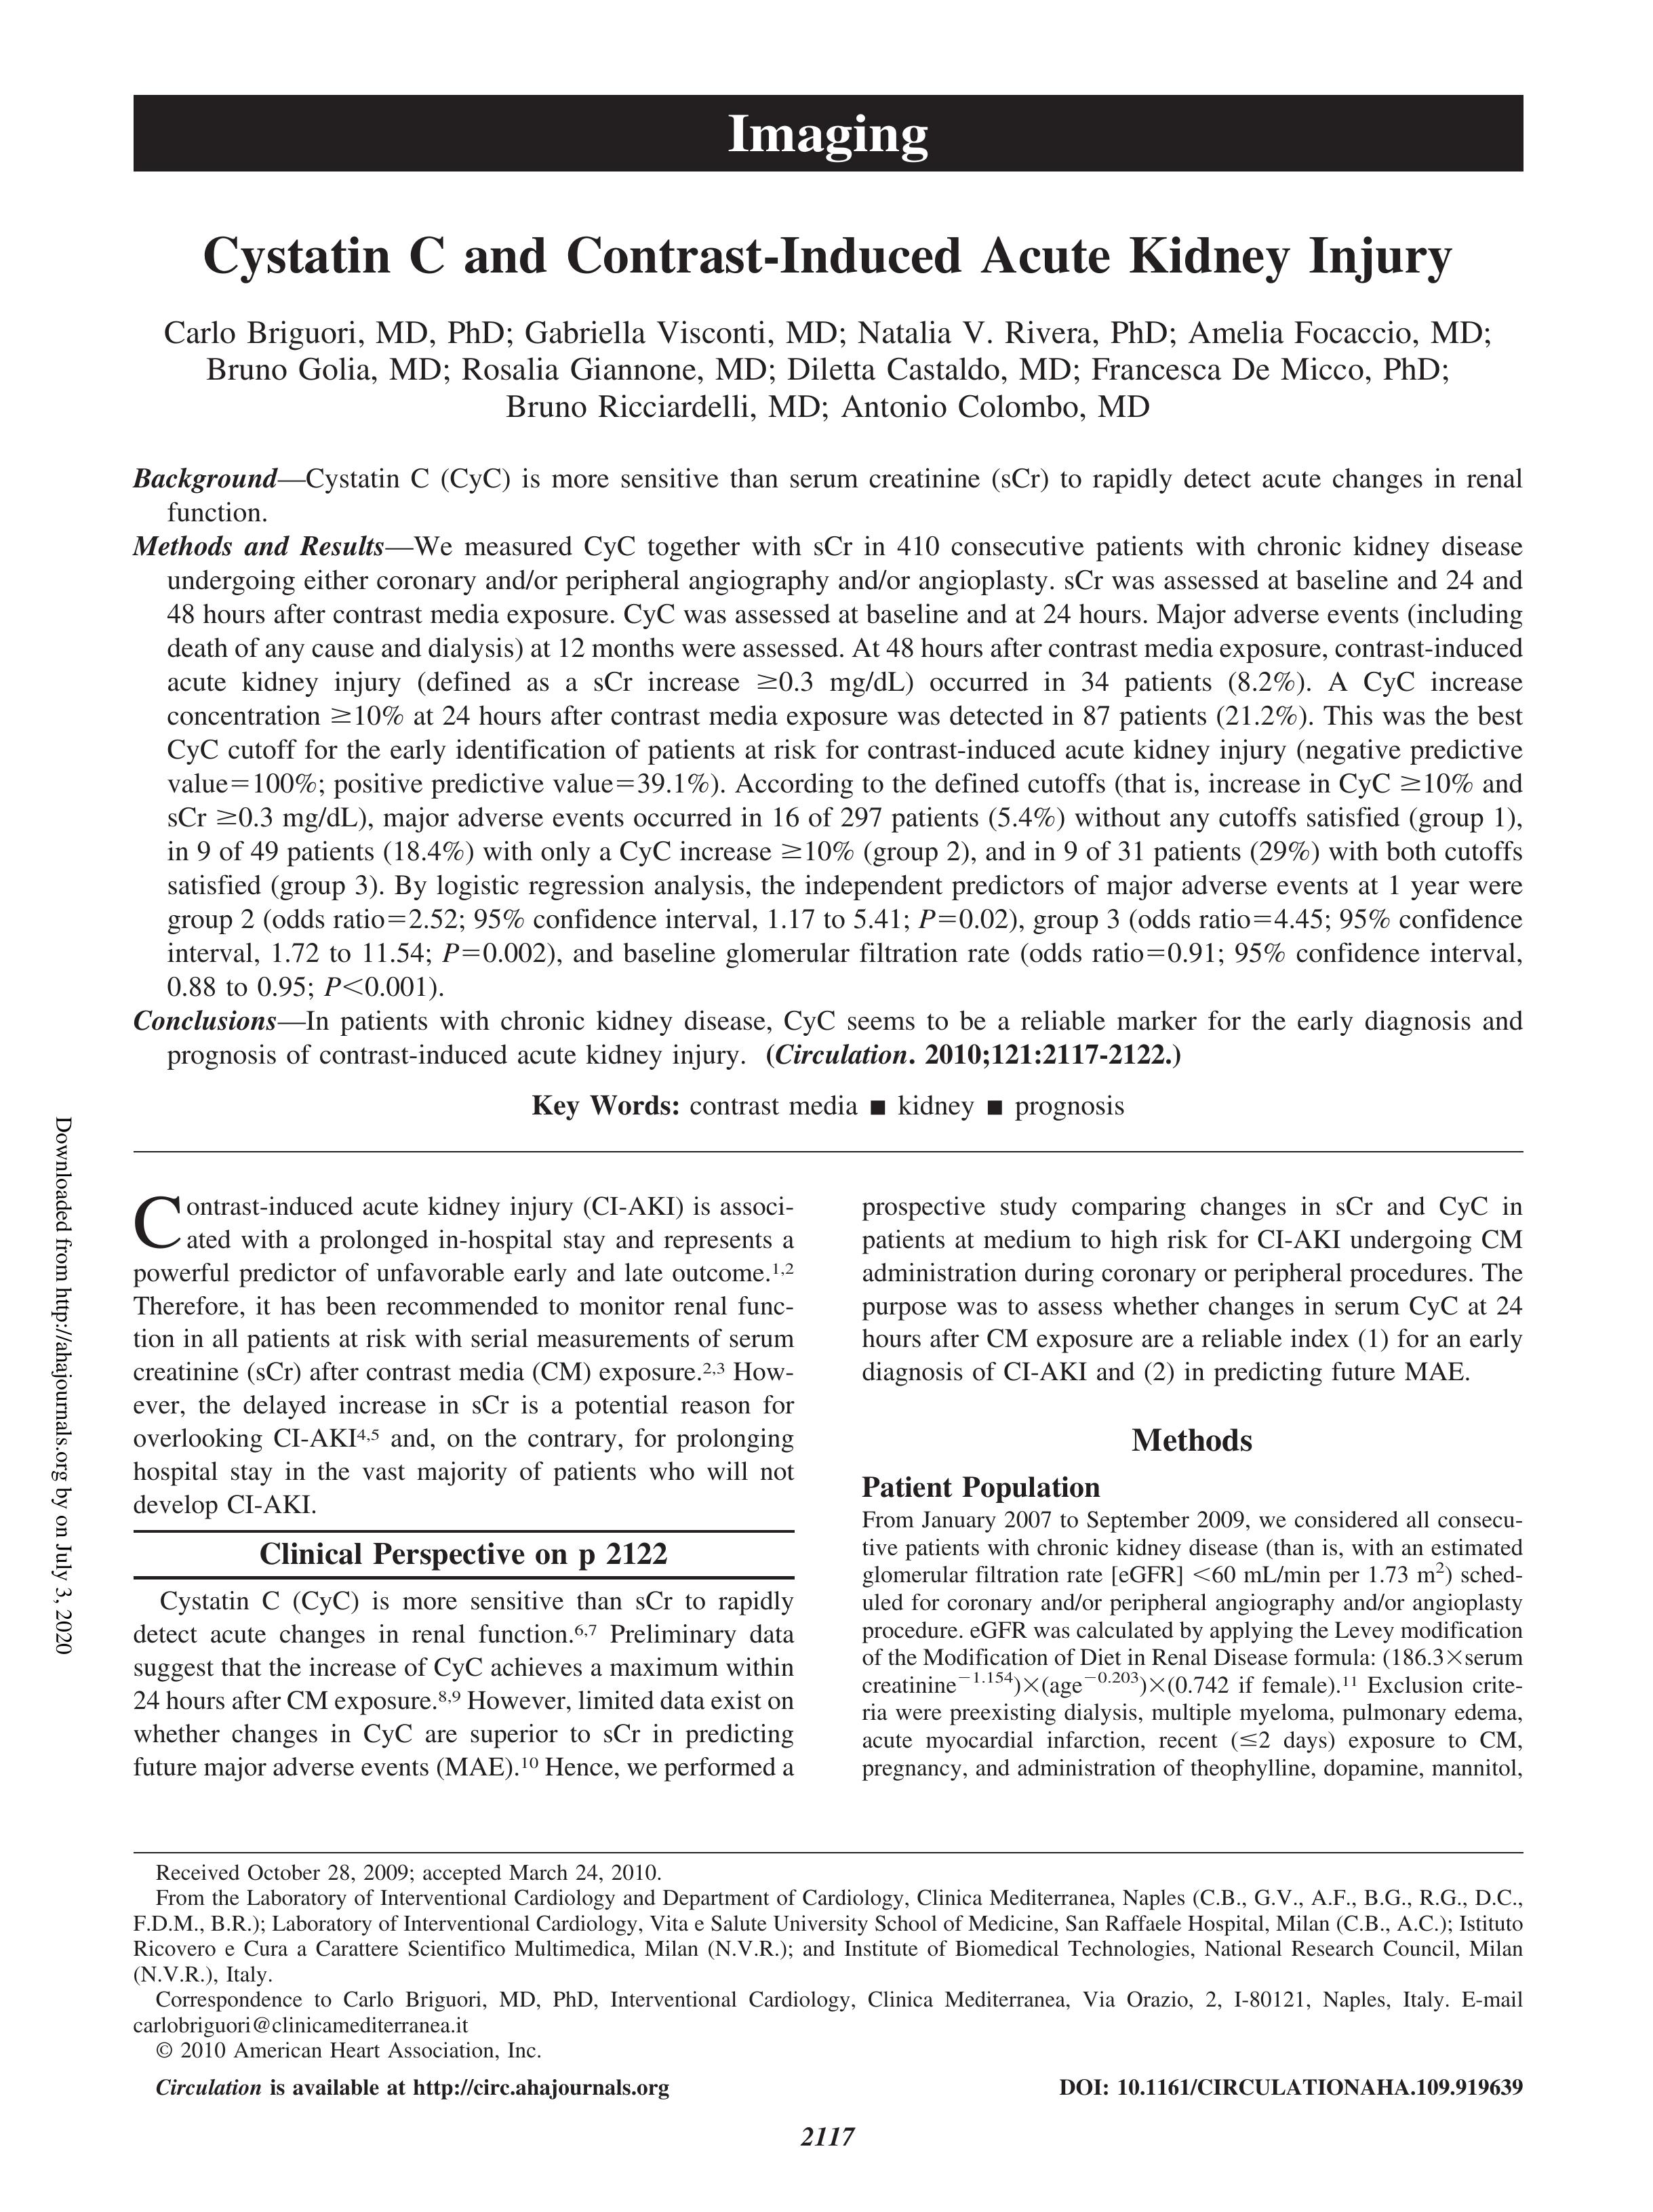 Imaging
Cystatin C and Contrast-Induced Acute Kidney Injury
Carlo Briguori, MD, PhD; Gabriella Visconti, MD; Natalia V. Rivera, PhD; Amelia Focaccio, MD;
Bruno Golia, MD; Rosalia Giannone, MD; Diletta Castaldo, MD; Francesca De Micco, PhD;
Bruno Ricciardelli, MD; Antonio Colombo, MD
Background—Cystatin C (CyC) is more sensitive than serum creatinine (sCr) to rapidly detect acute changes in renal
function.
Methods and Results—We measured CyC together with sCr in 410 consecutive patients with chronic kidney disease
undergoing either coronary and/or peripheral angiography and/or angioplasty. sCr was assessed at baseline and 24 and
48 hours after contrast media exposure. CyC was assessed at baseline and at 24 hours. Major adverse events (including
death of any cause and dialysis) at 12 months were assessed. At 48 hours after contrast media exposure, contrast-induced
acute kidney injury (defined as a sCr increase ≥0.3 mg/dL) occurred in 34 patients (8.2%). A CyC increase
concentration ≥10% at 24 hours after contrast media exposure was detected in 87 patients (21.2%). This was the best
CyC cutoff for the early identification of patients at risk for contrast-induced acute kidney injury (negative predictive
value=100%; positive predictive value=39.1%). According to the defined cutoffs (that is, increase in CyC ≥10% and
sCr ≥0.3 mg/dL), major adverse events occurred in 16 of 297 patients (5.4%) without any cutoffs satisfied (group 1),
in 9 of 49 patients (18.4%) with only a CyC increase ≥10% (group 2), and in 9 of 31 patients (29%) with both cutoffs
satisfied (group 3). By logistic regression analysis, the independent predictors of major adverse events at 1 year were
group 2 (odds ratio=2.52; 95% confidence interval, 1.17 to 5.41; P=0.02), group 3 (odds ratio=4.45; 95% confidence
interval, 1.72 to 11.54; P=0.002), and baseline glomerular filtration rate (odds ratio=0.91; 95% confidence interval,
0.88 to 0.95; P<0.001).
Conclusions—In patients with chronic kidney disease, CyC seems to be a reliable marker for the early diagnosis and
prognosis of contrast-induced acute kidney injury. (Circulation. 2010;121:2117-2122.)
Key Words: contrast media ■ kidney ■ prognosis
Contrast-induced acute kidney injury (CI-AKI) is associ-
ated with a prolonged in-hospital stay and represents a
powerful predictor of unfavorable early and late outcome.1,2
Therefore, it has been recommended to monitor renal func-
tion in all patients at risk with serial measurements of serum
creatinine (sCr) after contrast media (CM) exposure.2,3 How-
ever, the delayed increase in sCr is a potential reason for
overlooking CI-AKI4,5 and, on the contrary, for prolonging
hospital stay in the vast majority of patients who will not
develop CI-AKI.
Clinical Perspective on p 2122
Cystatin C (CyC) is more sensitive than sCr to rapidly
detect acute changes in renal function.6,7 Preliminary data
suggest that the increase of CyC achieves a maximum within
24 hours after CM exposure.8,9 However, limited data exist on
whether changes in CyC are superior to sCr in predicting
future major adverse events (MAE).10 Hence, we performed a
prospective study comparing changes in sCr and CyC in
patients at medium to high risk for CI-AKI undergoing CM
administration during coronary or peripheral procedures. The
purpose was to assess whether changes in serum CyC at 24
hours after CM exposure are a reliable index (1) for an early
diagnosis of CI-AKI and (2) in predicting future MAE.
Methods
Patient Population
From January 2007 to September 2009, we considered all consecu-
tive patients with chronic kidney disease (than is, with an estimated
glomerular filtration rate [eGFR] <60 mL/min per 1.73 m²) sched-
uled for coronary and/or peripheral angiography and/or angioplasty
procedure. eGFR was calculated by applying the Levey modification
of the Modification of Diet in Renal Disease formula: (186.3×serum
creatinine−1.154)×(age−0.203)×(0.742 if female).11 Exclusion crite-
ria were preexisting dialysis, multiple myeloma, pulmonary edema,
acute myocardial infarction, recent (≤2 days) exposure to CM,
pregnancy, and administration of theophylline, dopamine, mannitol,
Received October 28, 2009; accepted March 24, 2010.
From the Laboratory of Interventional Cardiology and Department of Cardiology, Clinica Mediterranea, Naples (C.B., G.V., A.F., B.G., R.G., D.C.,
F.D.M., B.R.); Laboratory of Interventional Cardiology, Vita e Salute University School of Medicine, San Raffaele Hospital, Milan (C.B., A.C.); Istituto
Ricovero e Cura a Carattere Scientifico Multimedica, Milan (N.V.R.); and Institute of Biomedical Technologies, National Research Council, Milan
(N.V.R.), Italy.
Correspondence to Carlo Briguori, MD, PhD, Interventional Cardiology, Clinica Mediterranea, Via Orazio, 2, I-80121, Naples, Italy. E-mail
carlobriguori@clinicamediterranea.it
© 2010 American Heart Association, Inc.
Circulation is available at http://circ.ahajournals.org
DOI: 10.1161/CIRCULATIONAHA.109.919639
2117
Downloaded from http://ahajournals.org by on July 3, 2020